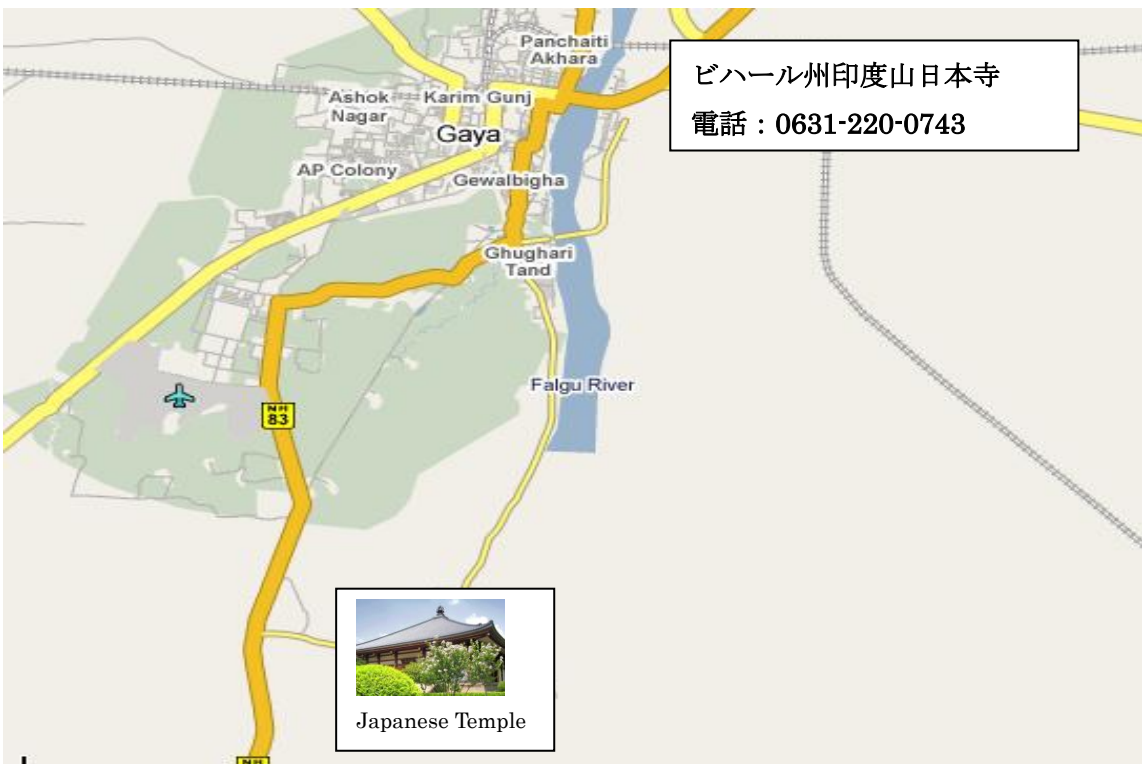 Panchaiti
Akhara
ビハール州印度山日本寺
電話：0631-220-0743
Ashok
Nagar
Karim Gunj
Gaya
AP Colony
Gewalbigha
Ghughari
Tand
Falgu River
NH
83
Japanese Temple
NH